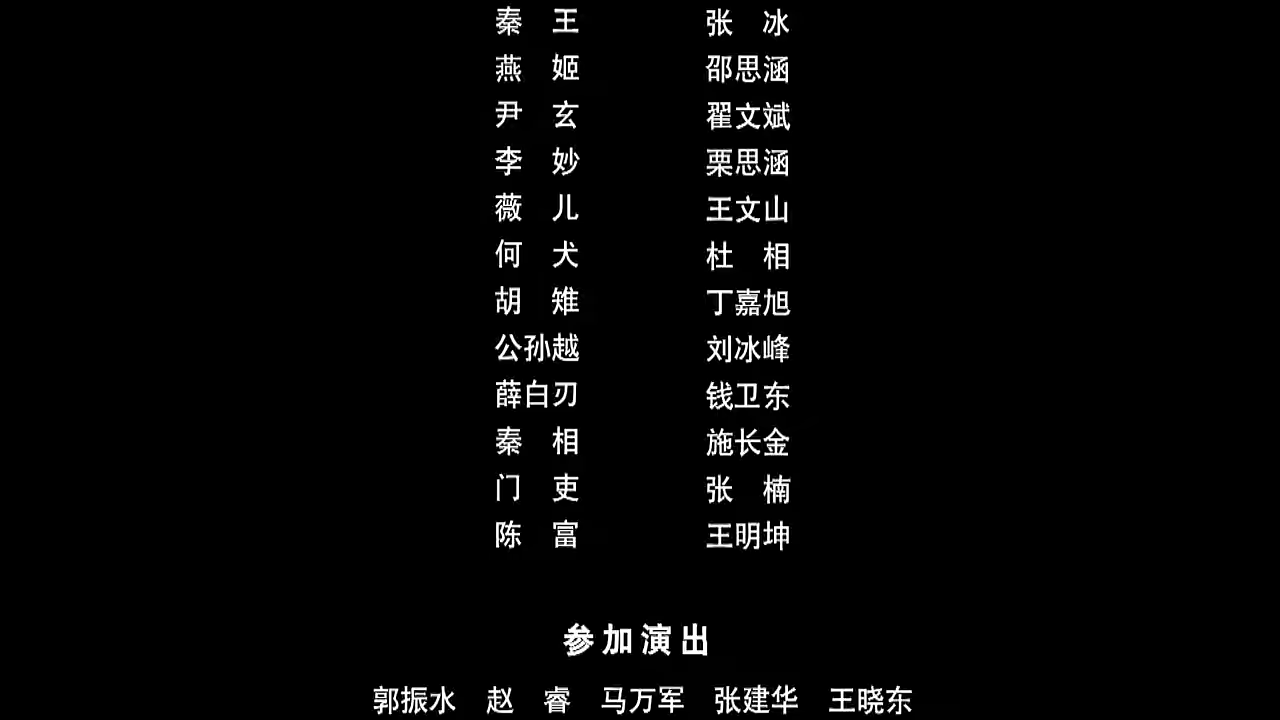 秦 王 张 冰
燕 姬 邵思涵
尹 玄 翟文斌
李 妙 栗思涵
薇 儿 王文山
何 犬 杜 相
胡 雉 丁嘉旭
公孙越 刘冰峰
薛白刃 钱卫东
秦 相 施长金
门 吏 张 楠
陈 富 王明坤
参加演出
郭振水 赵 睿 马万军 张建华 王晓东